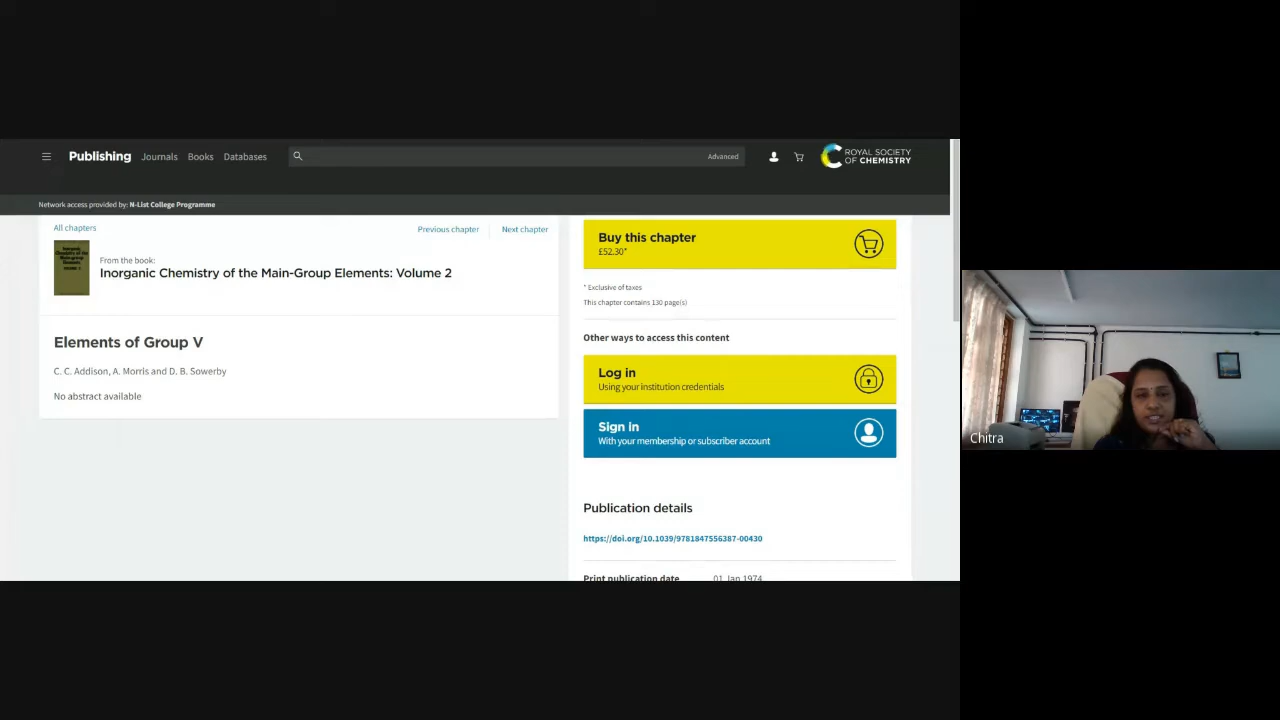 Publishing Journals Books Databases Advanced ROYAL SOCIETY OF CHEMISTRY
Network access provided by: N-List College Programme
All chapters Previous chapter Next chapter
From the book:
Inorganic Chemistry of the Main-Group Elements: Volume 2
Elements of Group V
C. C. Addison, A. Morris and D. B. Sowerby
No abstract available
Buy this chapter
£52.30*
* Exclusive of taxes
This chapter contains 130 page(s)
Other ways to access this content
Log in
Using your institution credentials
Sign in
With your membership or subscriber account
Publication details
https://doi.org/10.1039/9781847556387-00430
Print publication date 01 Jan 1974
Chitra